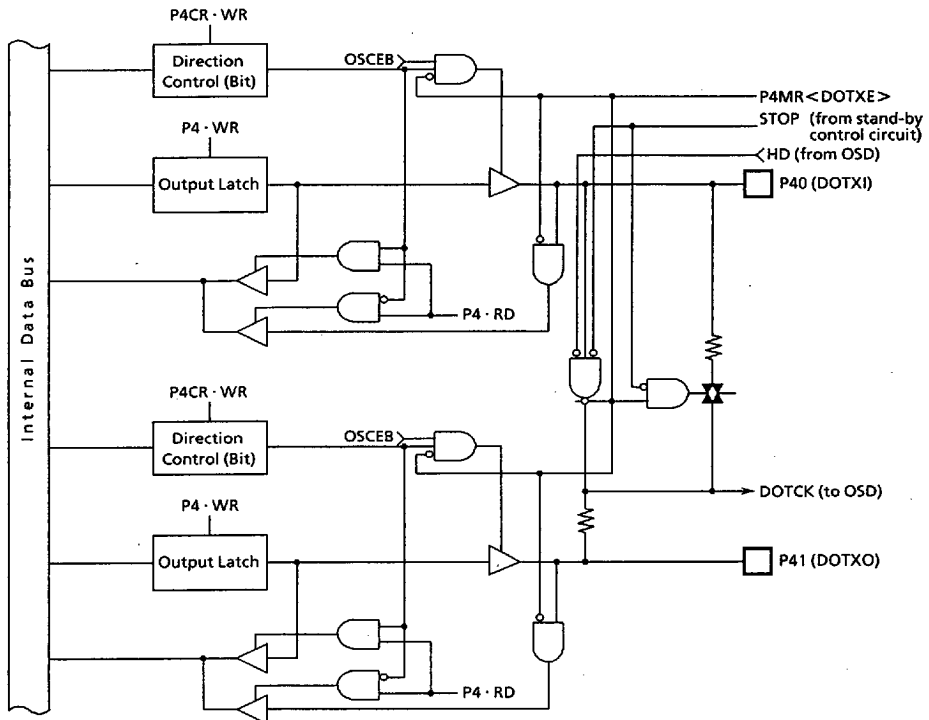 P4CR · WR
Direction
Control (Bit)
OSCEB
P4MR<DOTXE>
STOP (from stand-by
control circuit)
HD (from OSD)
P4 · WR
Output Latch
P40 (DOTXI)
P4 · RD
Internal Data Bus
P4CR · WR
Direction
Control (Bit)
OSCEB
DOTCK (to OSD)
P4 · WR
Output Latch
P41 (DOTXO)
P4 · RD